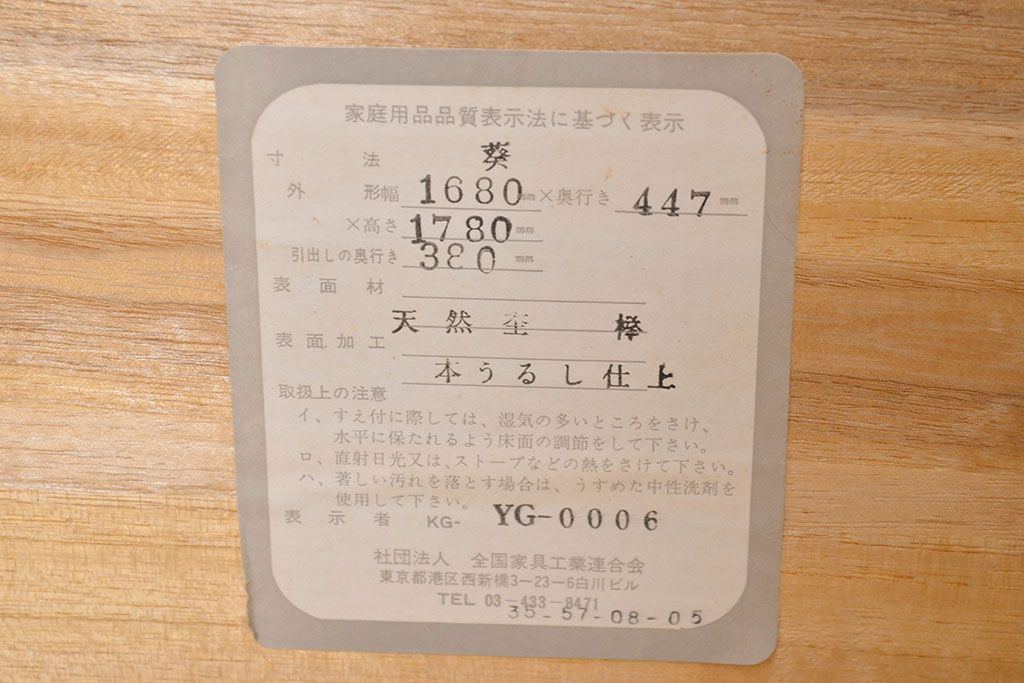 家庭用品品質表示法に基づく表示
寸法 葵
外形幅 1680mm×奥行き 447mm
×高さ 1780mm
引出しの奥行き 380mm
表面材
天然杢 欅
表面加工
本うるし仕上
取扱上の注意
イ、すえ付に際しては、湿気の多いところをさけ、
水平に保たれるよう床面の調節をして下さい。
ロ、直射日光又は、ストーブなどの熱をさけて下さい。
ハ、著しい汚れを落とす場合は、うすめた中性洗剤を
使用して下さい。
表示者 KG- YG-0006
社団法人 全国家具工業連合会
東京都港区西新橋3-23-6白川ビル
TEL 03-433-8471
35-57-08-05